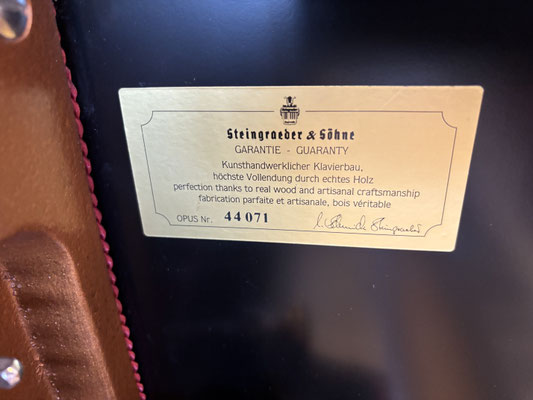 Steingraeder & Söhne
GARANTIE - GUARANTY
Kunsthandwerklicher Klavierbau,
höchste Vollendung durch echtes Holz
perfection thanks to real wood and artisanal craftsmanship
fabrication parfaite et artisanale, bois véritable
OPUS Nr. 44071